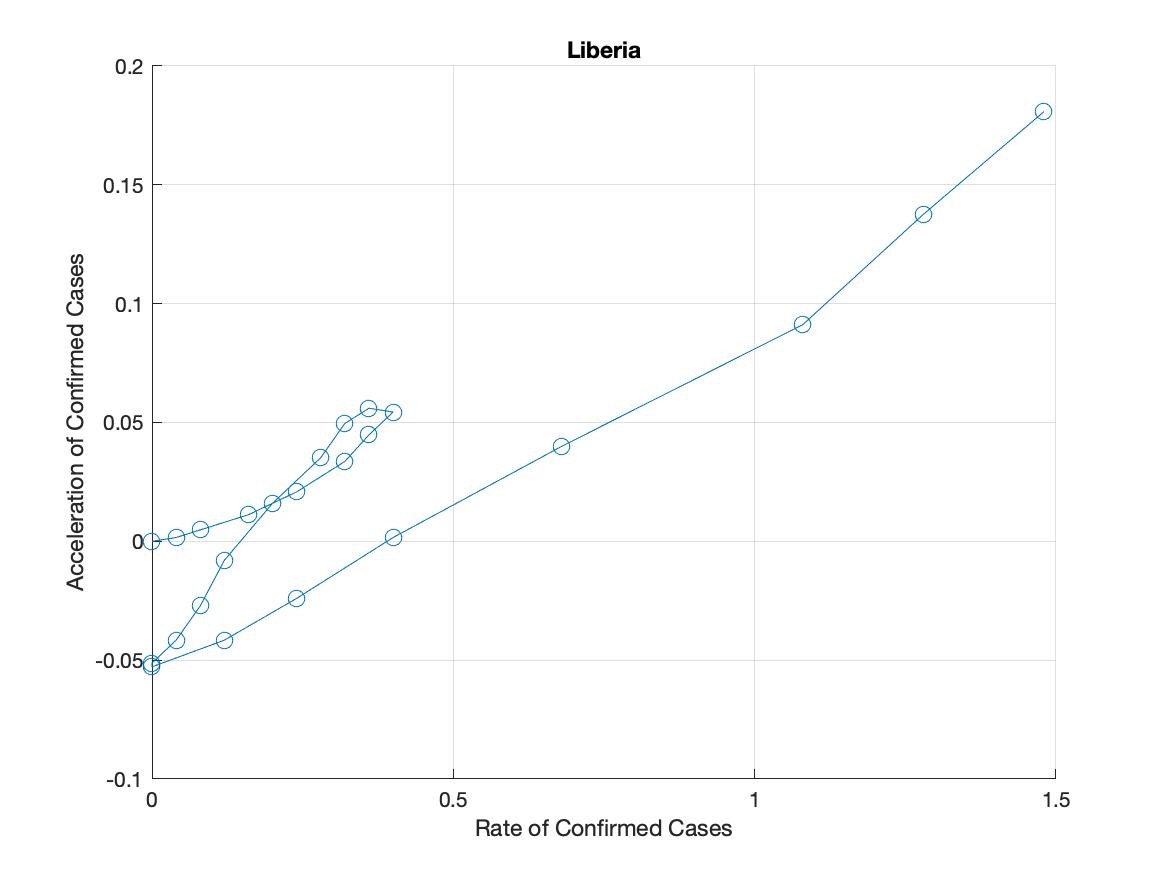 Liberia
0.2
0.15
0.1
0.05
0
-0.05
-0.1
Acceleration of Confirmed Cases
0 0.5 1 1.5
Rate of Confirmed Cases